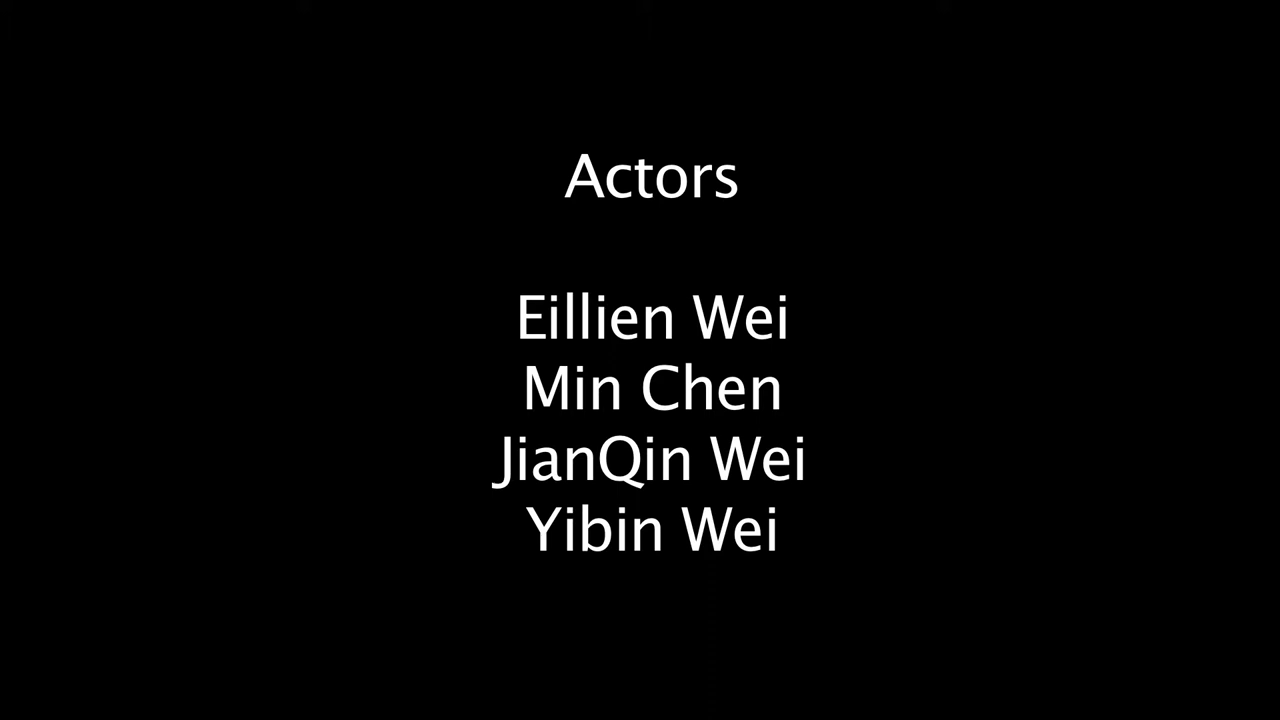 Actors
Eillien Wei
Min Chen
JianQin Wei
Yibin Wei